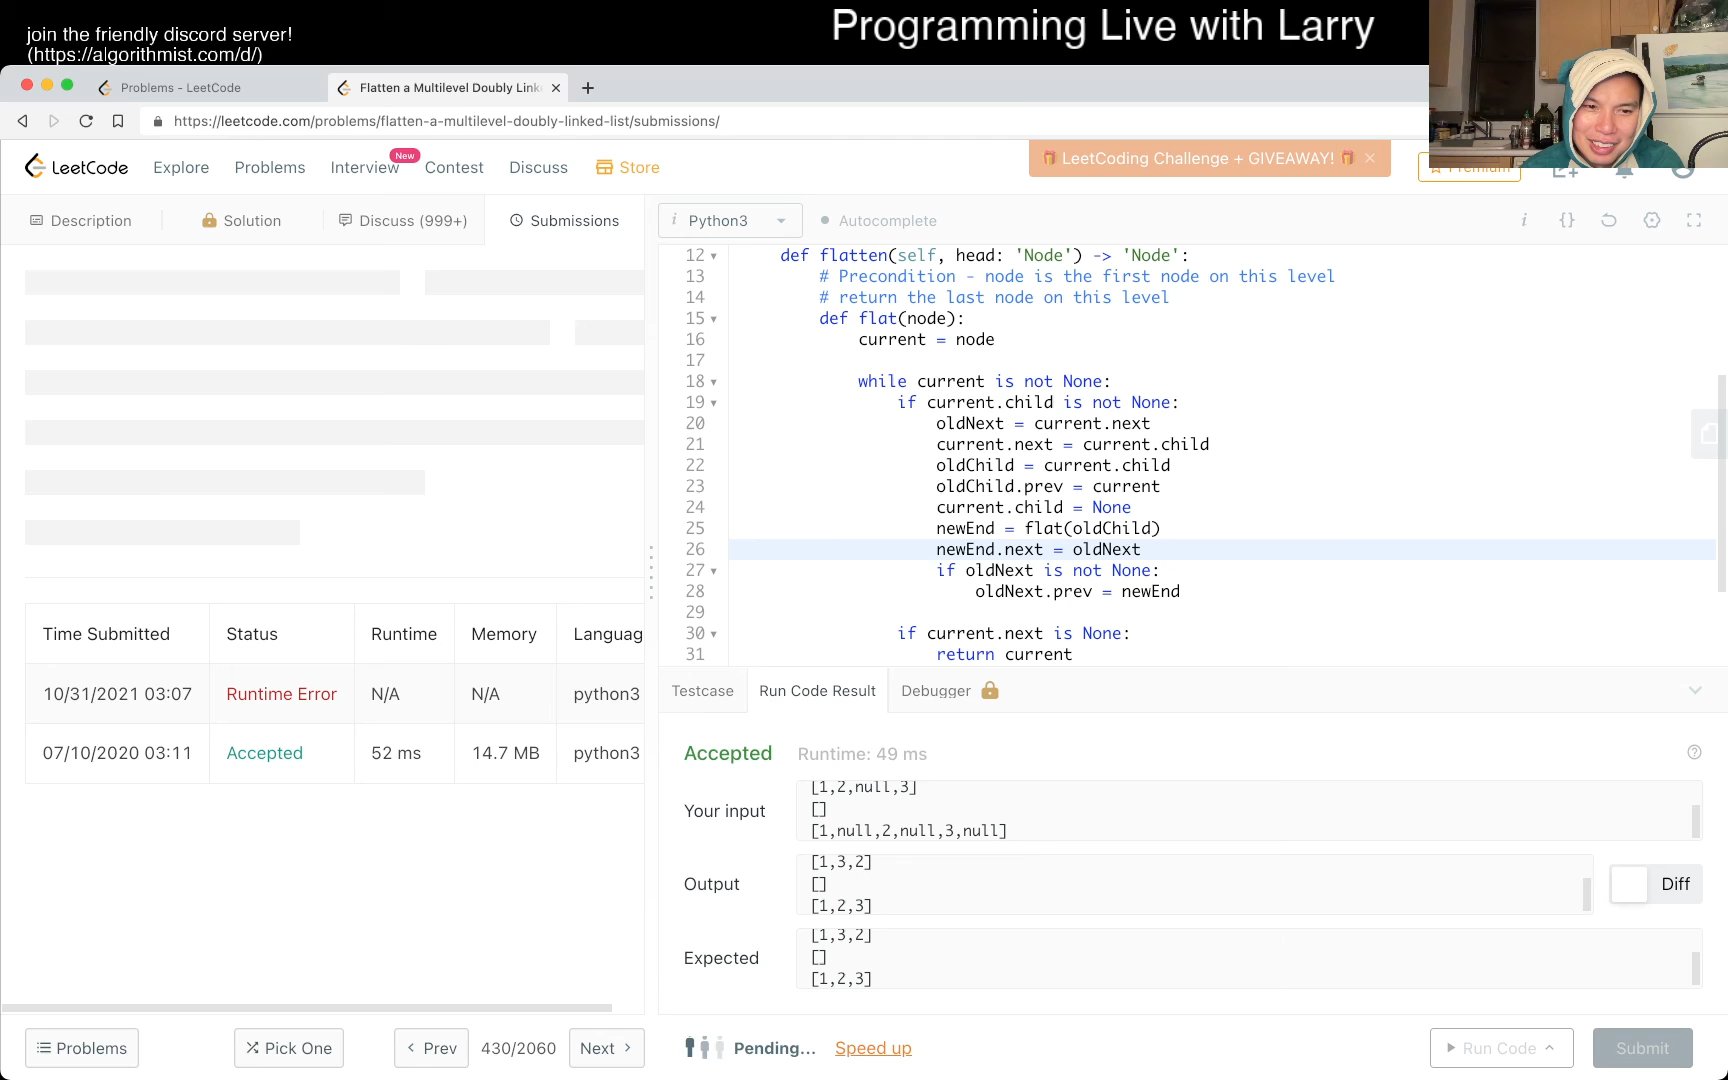 join the friendly discord server!
(https://algorithmist.com/d/)
Programming Live with Larry
Problems - LeetCode
Flatten a Multilevel Doubly Link
https://leetcode.com/problems/flatten-a-multilevel-doubly-linked-list/submissions/
LeetCode
Explore
Problems
Interview
New
Contest
Discuss
Store
LeetCoding Challenge + GIVEAWAY!
Premium
Description
Solution
Discuss (999+)
Submissions
i Python3
Autocomplete
12 def flatten(self, head: 'Node') -> 'Node':
13 # Precondition - node is the first node on this level
14 # return the last node on this level
15 def flat(node):
16 current = node
17
18 while current is not None:
19 if current.child is not None:
20 oldNext = current.next
21 current.next = current.child
22 oldChild = current.child
23 oldChild.prev = current
24 current.child = None
25 newEnd = flat(oldChild)
26 newEnd.next = oldNext
27 if oldNext is not None:
28 oldNext.prev = newEnd
29
30 if current.next is None:
31 return current
Time Submitted Status Runtime Memory Languag
10/31/2021 03:07 Runtime Error N/A N/A python3
07/10/2020 03:11 Accepted 52 ms 14.7 MB python3
Testcase Run Code Result Debugger
Accepted Runtime: 49 ms
Your input
[1,2,null,3]
[]
[1,null,2,null,3,null]
Output
[1,3,2]
[]
[1,2,3]
Diff
Expected
[1,3,2]
[]
[1,2,3]
Problems
Pick One
Prev
430/2060
Next
Pending...
Speed up
Run Code
Submit